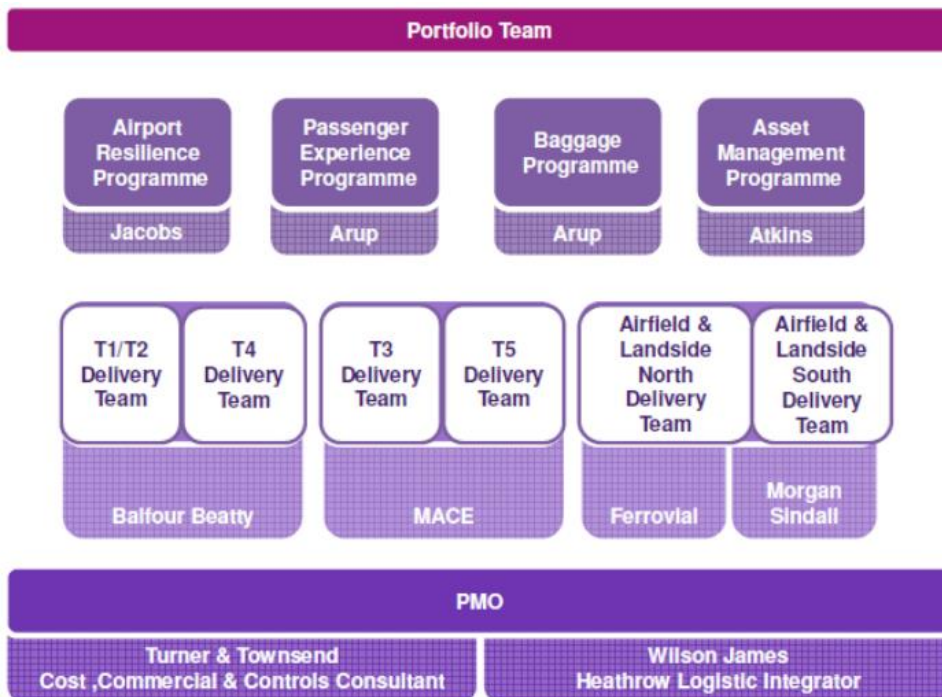 Portfolio Team
Airport
Resilience
Programme
Jacobs
Passenger
Experience
Programme
Arup
Baggage
Programme
Arup
Asset
Management
Programme
Atkins
T1/T2
Delivery
Team
T4
Delivery
Team
Balfour Beatty
T3
Delivery
Team
T5
Delivery
Team
MACE
Airfield &
Landside
North
Delivery
Team
Ferrovial
Airfield &
Landside
South
Delivery
Team
Morgan
Sindall
PMO
Turner & Townsend
Cost ,Commercial & Controls Consultant
Wilson James
Heathrow Logistic Integrator